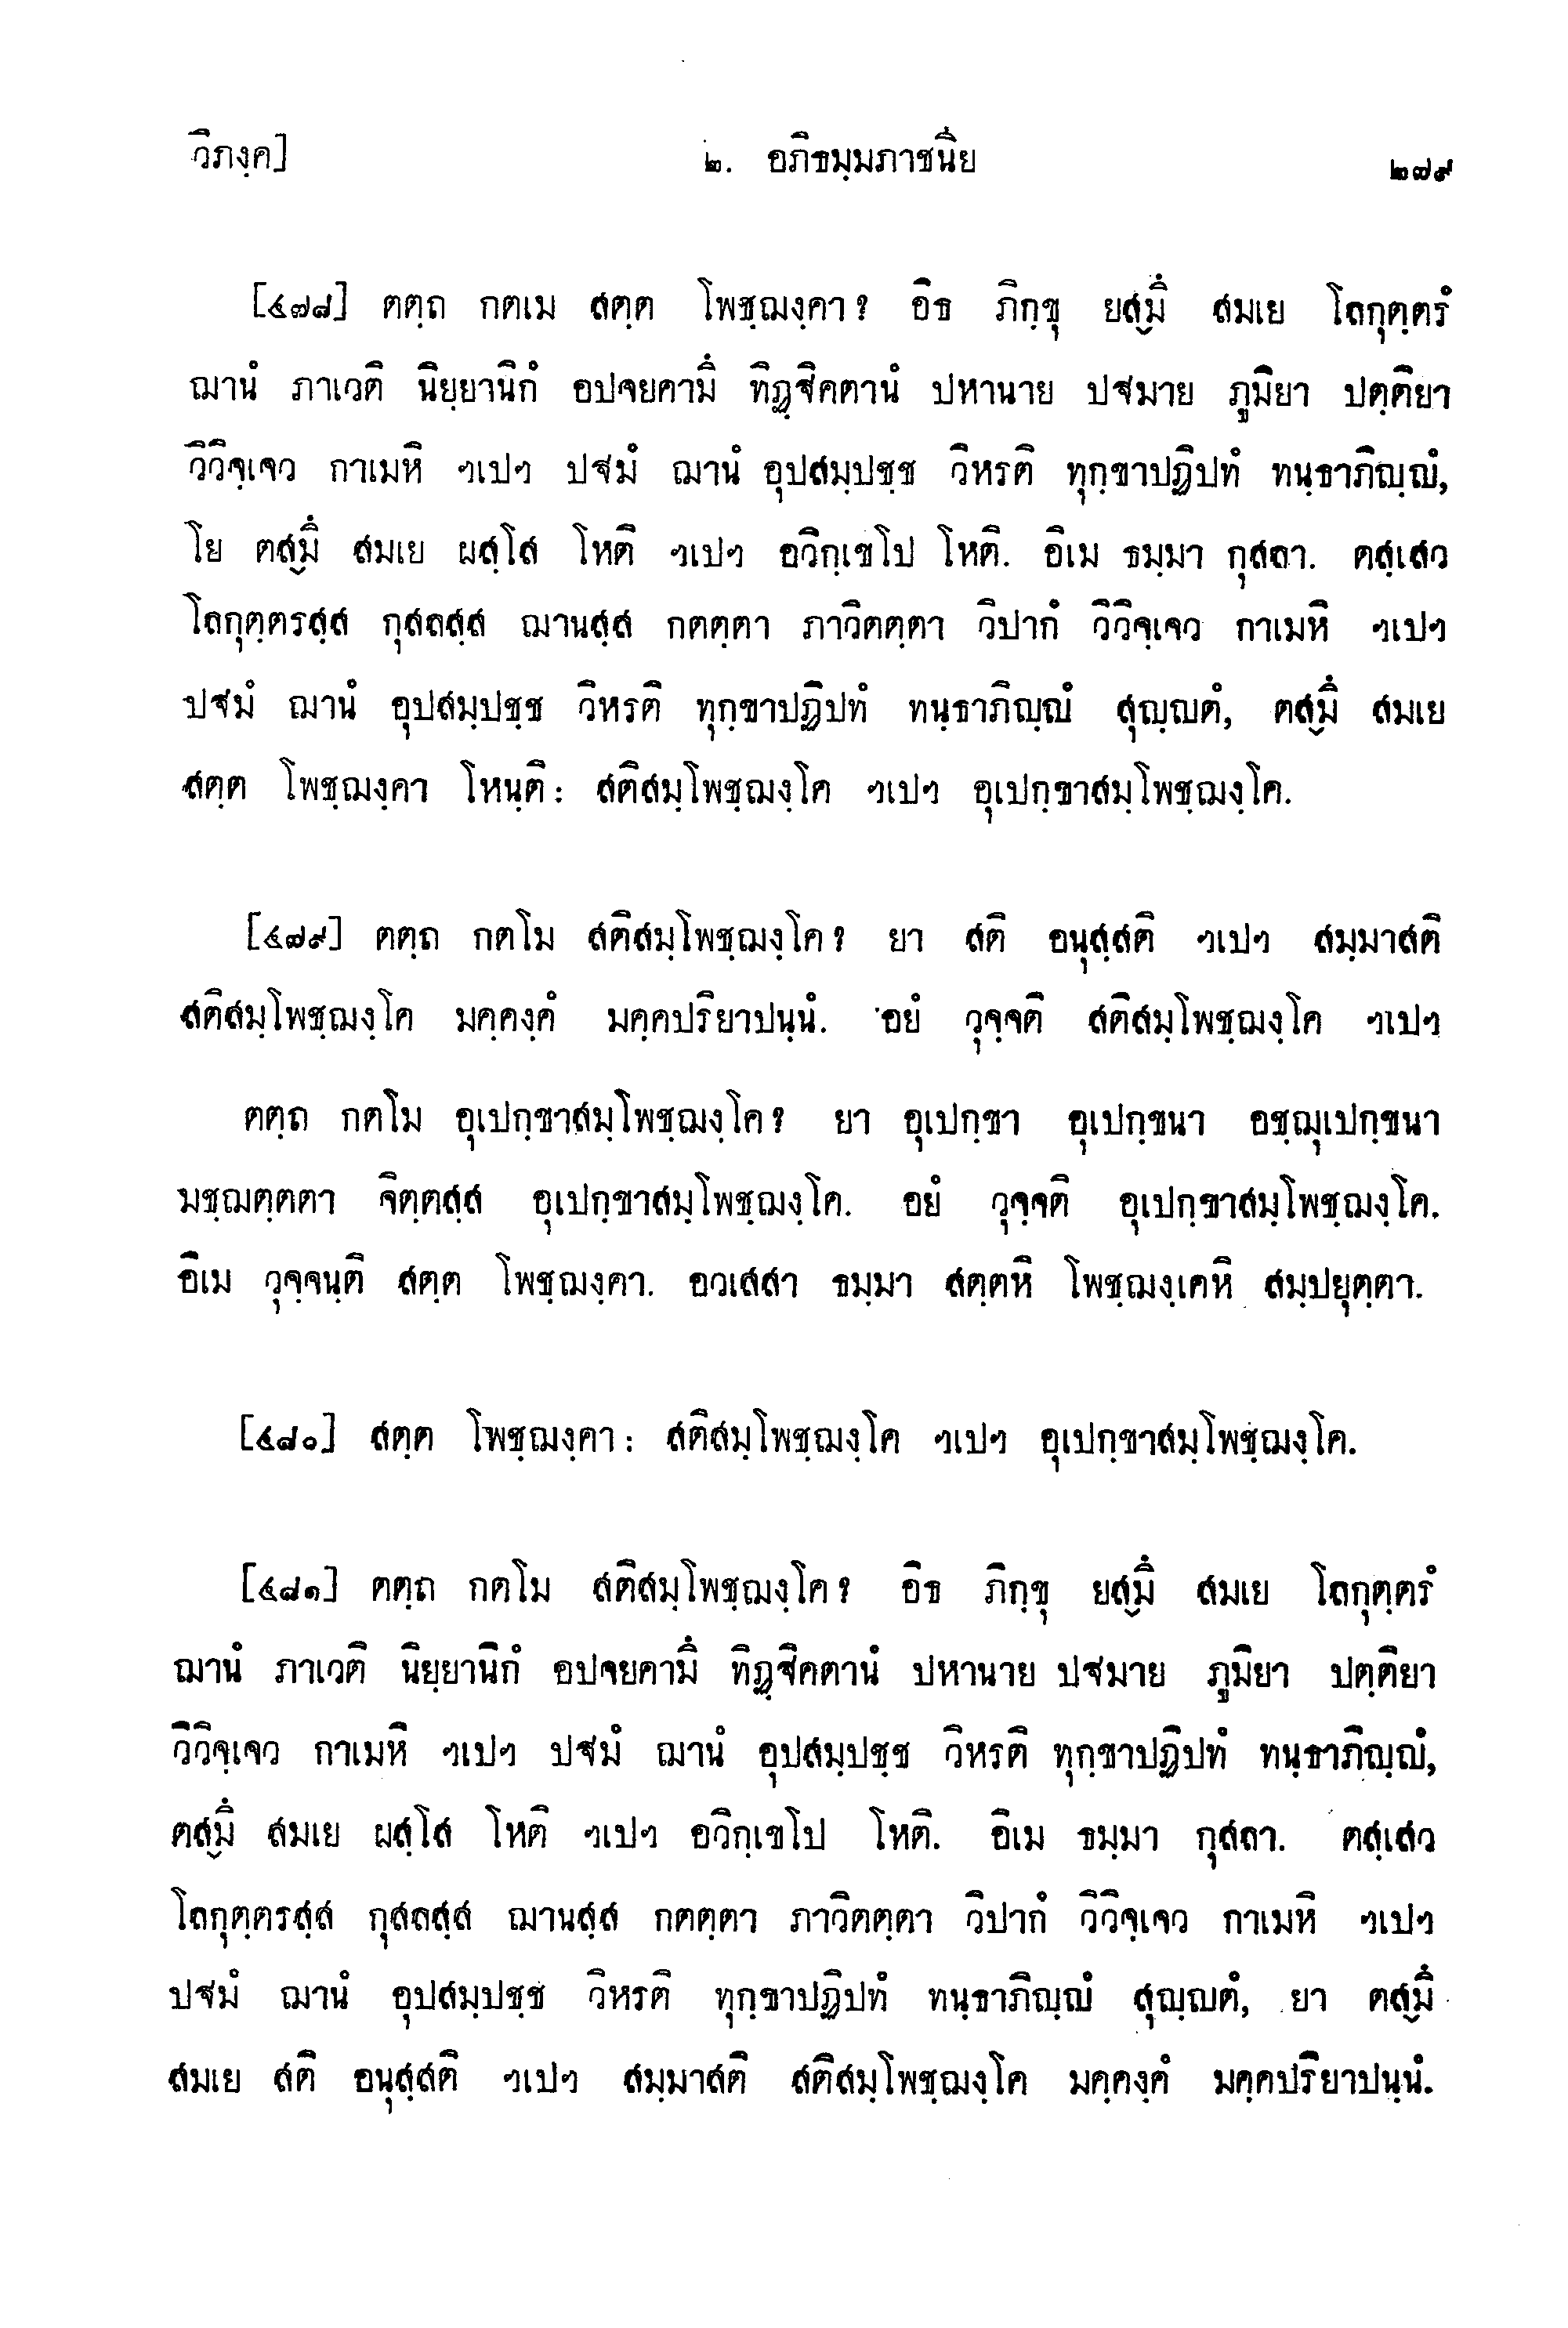 วิภงฺค] ๒. อภิธมฺมภาชนีย ๒๗๙
[๔๗๘] ตตฺถ กตเม สตฺต โพชฺฌงฺคา? อิธ ภิกฺขุ ยสฺมึ สมเย โลกุตฺตรํ
ฌานํ ภาเวติ นิยฺยานิกํ อปจยคามึ ทิฏฺฐิคตานํ ปหานาย ปฐมาย ภูมิยา ปตฺติยา
วิวิจฺเจว กาเมหิ ฯเปฯ ปฐมํ ฌานํ อุปสมฺปชฺช วิหรติ ทุกฺขาปฏิปทํ ทนฺธาภิญฺญํ,
โย ตสฺมึ สมเย ผสฺโส โหติ ฯเปฯ อวิกฺเขโป โหติ. อิเม ธมฺมา กุสลา. ตสฺเสว
โลกุตฺตรสฺส กุสลสฺส ฌานสฺส กตตฺตา ภาวิตตฺตา วิปากํ วิวิจฺเจว กาเมหิ ฯเปฯ
ปฐมํ ฌานํ อุปสมฺปชฺช วิหรติ ทุกฺขาปฏิปทํ ทนฺธาภิญฺญํ สุญฺญตํ, ตสฺมึ สมเย
สตฺต โพชฺฌงฺคา โหนฺติ: สติสมฺโพชฺฌงฺโค ฯเปฯ อุเปกฺขาสมฺโพชฺฌงฺโค.
[๔๗๙] ตตฺถ กตโม สติสมฺโพชฺฌงฺโค? ยา สติ อนุสฺสติ ฯเปฯ สมฺมาสติ
สติสมฺโพชฺฌงฺโค มคฺคงฺคํ มคฺคปริยาปนฺนํ. อยํ วุจฺจติ สติสมฺโพชฺฌงฺโค ฯเปฯ
ตตฺถ กตโม อุเปกฺขาสมฺโพชฺฌงฺโค? ยา อุเปกฺขา อุเปกฺขนา อชฺฌุเปกฺขนา
มชฺฌตฺตตา จิตฺตสฺส อุเปกฺขาสมฺโพชฺฌงฺโค. อยํ วุจฺจติ อุเปกฺขาสมฺโพชฺฌงฺโค.
อิเม วุจฺจนฺติ สตฺต โพชฺฌงฺคา. อวเสสา ธมฺมา สตฺตหิ โพชฺฌงฺเคหิ สมฺปยุตฺตา.
[๔๘๐] สตฺต โพชฺฌงฺคา: สติสมฺโพชฺฌงฺโค ฯเปฯ อุเปกฺขาสมฺโพชฺฌงฺโค.
[๔๘๑] ตตฺถ กตโม สติสมฺโพชฺฌงฺโค? อิธ ภิกฺขุ ยสฺมึ สมเย โลกุตฺตรํ
ฌานํ ภาเวติ นิยฺยานิกํ อปจยคามึ ทิฏฺฐิคตานํ ปหานาย ปฐมาย ภูมิยา ปตฺติยา
วิวิจฺเจว กาเมหิ ฯเปฯ ปฐมํ ฌานํ อุปสมฺปชฺช วิหรติ ทุกฺขาปฏิปทํ ทนฺธาภิญฺญํ,
ตสฺมึ สมเย ผสฺโส โหติ ฯเปฯ อวิกฺเขโป โหติ. อิเม ธมฺมา กุสลา. ตสฺเสว
โลกุตฺตรสฺส กุสลสฺส ฌานสฺส กตตฺตา ภาวิตตฺตา วิปากํ วิวิจฺเจว กาเมหิ ฯเปฯ
ปฐมํ ฌานํ อุปสมฺปชฺช วิหรติ ทุกฺขาปฏิปทํ ทนฺธาภิญฺญํ สุญฺญตํ, ยา ตสฺมึ
สมเย สติ อนุสฺสติ ฯเปฯ สมฺมาสติ สติสมฺโพชฺฌงฺโค มคฺคงฺคํ มคฺคปริยาปนฺนํ.